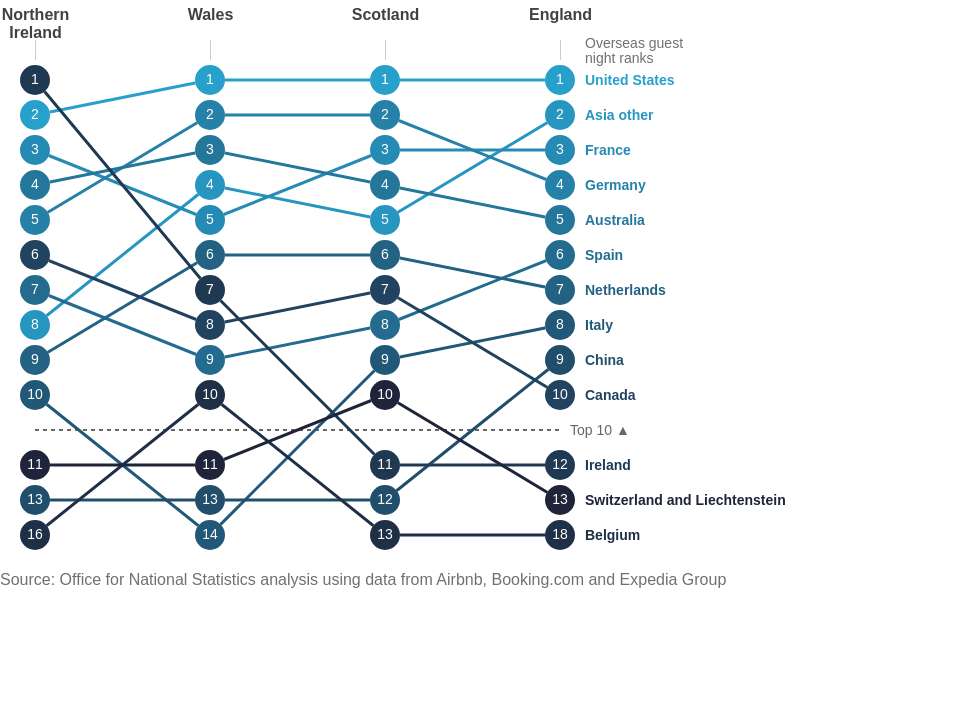 Northern Wales Scotland England
Ireland
Overseas guest
night ranks
1 1 1 1 United States
2 2 2 2 Asia other
3 3 3 3 France
4 4 4 4 Germany
5 5 5 5 Australia
6 6 6 6 Spain
7 7 7 7 Netherlands
8 8 8 8 Italy
9 9 9 9 China
10 10 10 10 Canada
Top 10 ▲
11 11 11 12 Ireland
13 13 12 13 Switzerland and Liechtenstein
16 14 13 18 Belgium
Source: Office for National Statistics analysis using data from Airbnb, Booking.com and Expedia Group